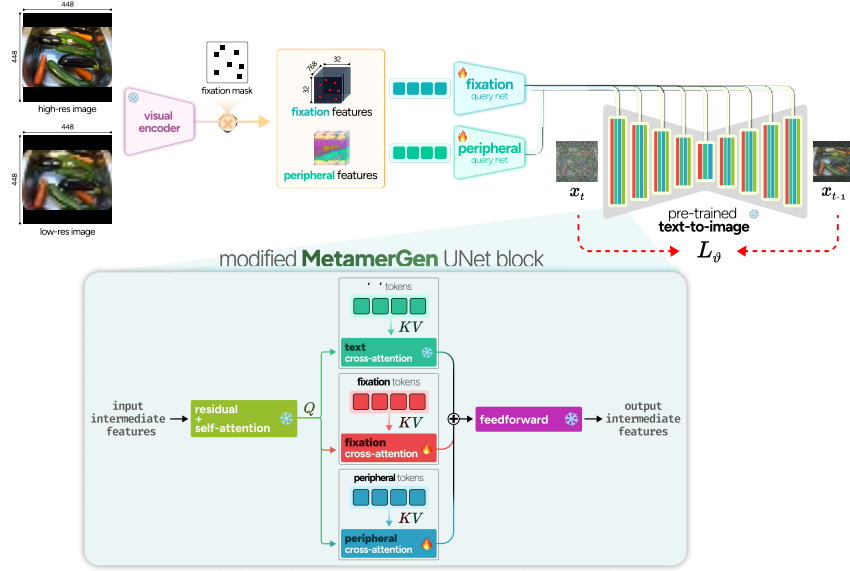 448
448
high-res image
448
448
low-res image
visual
encoder
fixation mask
768
32
32
fixation features
peripheral features
fixation
query net
peripheral
query net
x_t
x_{t-1}
pre-trained
text-to-image
L_ϑ
modified MetamerGen UNet block
input
intermediate
features
residual
+
self-attention
Q
tokens
KV
text
cross-attention
fixation tokens
KV
fixation
cross-attention
peripheral tokens
KV
peripheral
cross-attention
feedforward
output
intermediate
features